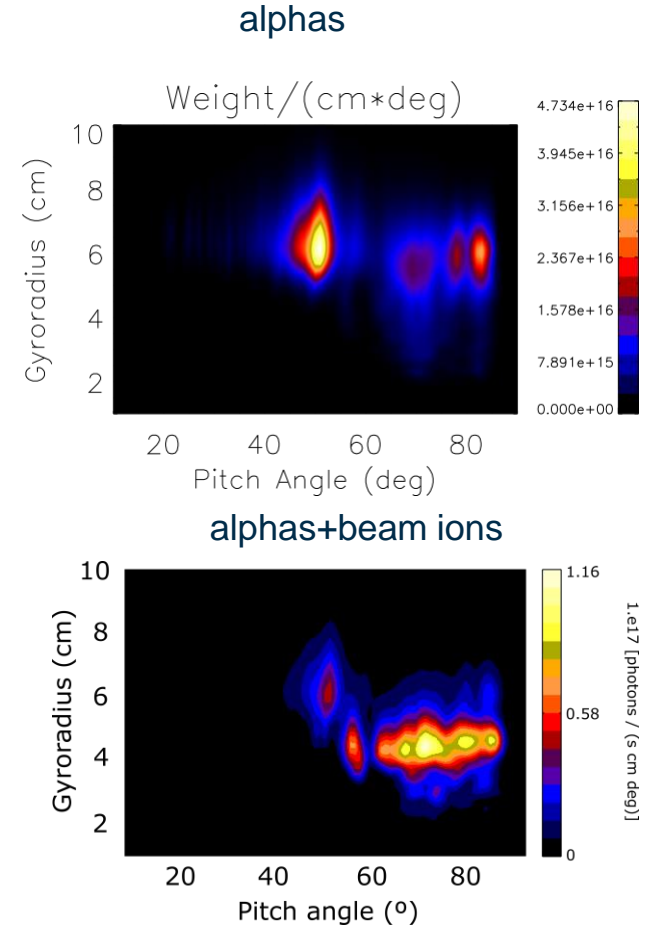 alphas
Weight/(cm*deg)
Gyroradius (cm)
10
8
6
4
2
20 40 60 80
Pitch Angle (deg)
4.734e+16
3.945e+16
3.156e+16
2.367e+16
1.578e+16
7.891e+15
0.000e+00
alphas+beam ions
Gyroradius (cm)
10
8
6
4
2
20 40 60 80
Pitch angle (º)
1.16
0.58
0
1.e17 [photons / (s cm deg)]